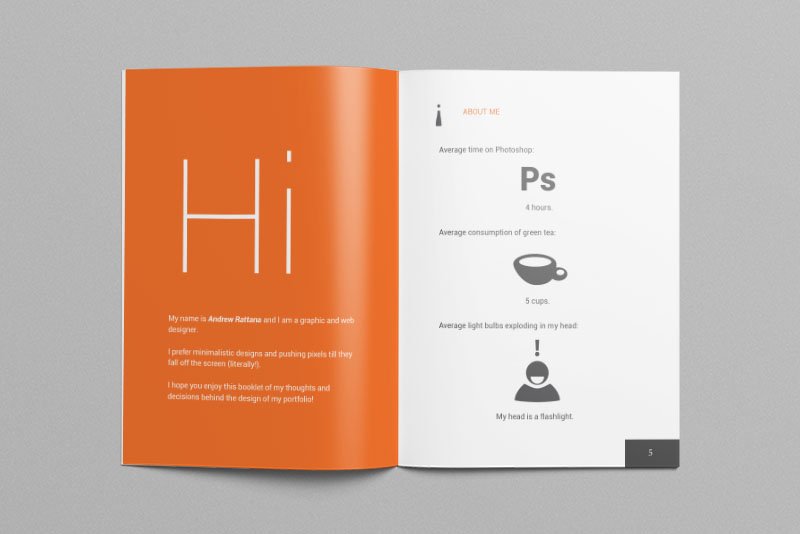 Hi
My name is Andrew Rattana and I am a graphic and web
designer.
I prefer minimalistic designs and pushing pixels till they
fall off the screen (literally!).
I hope you enjoy this booklet of my thoughts and
decisions behind the design of my portfolio!
ABOUT ME
Average time on Photoshop:
Ps
4 hours.
Average consumption of green tea:
5 cups.
Average light bulbs exploding in my head:
!
My head is a flashlight.
5